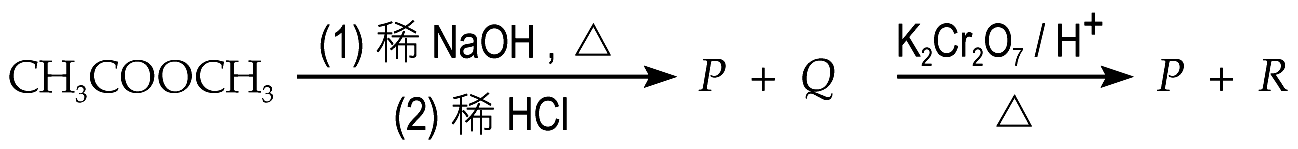 (1) 稀 NaOH , △ K₂Cr₂O₇ / H⁺
CH₃COOCH₃ P + Q P + R
(2) 稀 HCl △